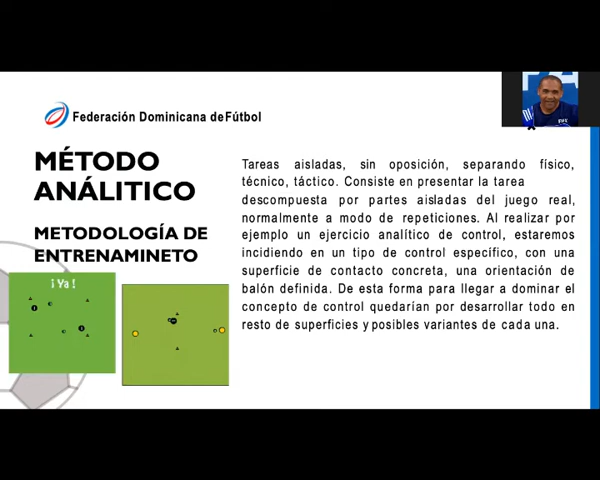 Federación Dominicana de Fútbol
MÉTODO
ANÁLITICO
METODOLOGÍA DE
ENTRENAMINETO
¡Ya!
Tareas aisladas, sin oposición, separando físico,
técnico, táctico. Consiste en presentar la tarea
descompuesta por partes aisladas del juego real,
normalmente a modo de repeticiones. Al realizar por
ejemplo un ejercicio analítico de control, estaremos
incidiendo en un tipo de control específico, con una
superficie de contacto concreta, una orientación de
balón definida. De esta forma para llegar a dominar el
concepto de control quedarían por desarrollar todo en
resto de superficies y posibles variantes de cada una.